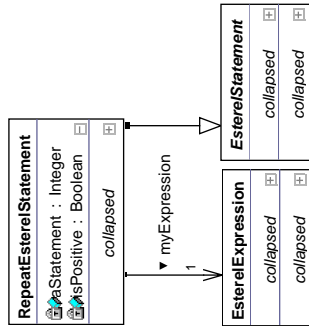 RepeatEsterelStatement
aStatement : Integer
isPositive : Boolean
collapsed
myExpression
1
EsterelExpression
collapsed
collapsed
EsterelStatement
collapsed
collapsed